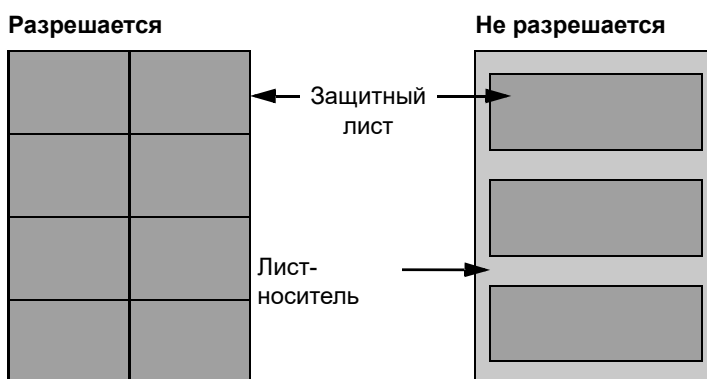 Разрешается
Не разрешается
Защитный
лист
Лист-
носитель